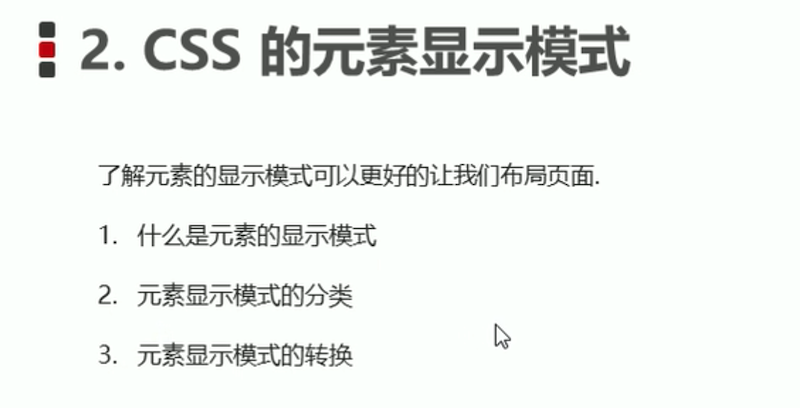 2. CSS 的元素显示模式
了解元素的显示模式可以更好的让我们布局页面.
1. 什么是元素的显示模式
2. 元素显示模式的分类
3. 元素显示模式的转换